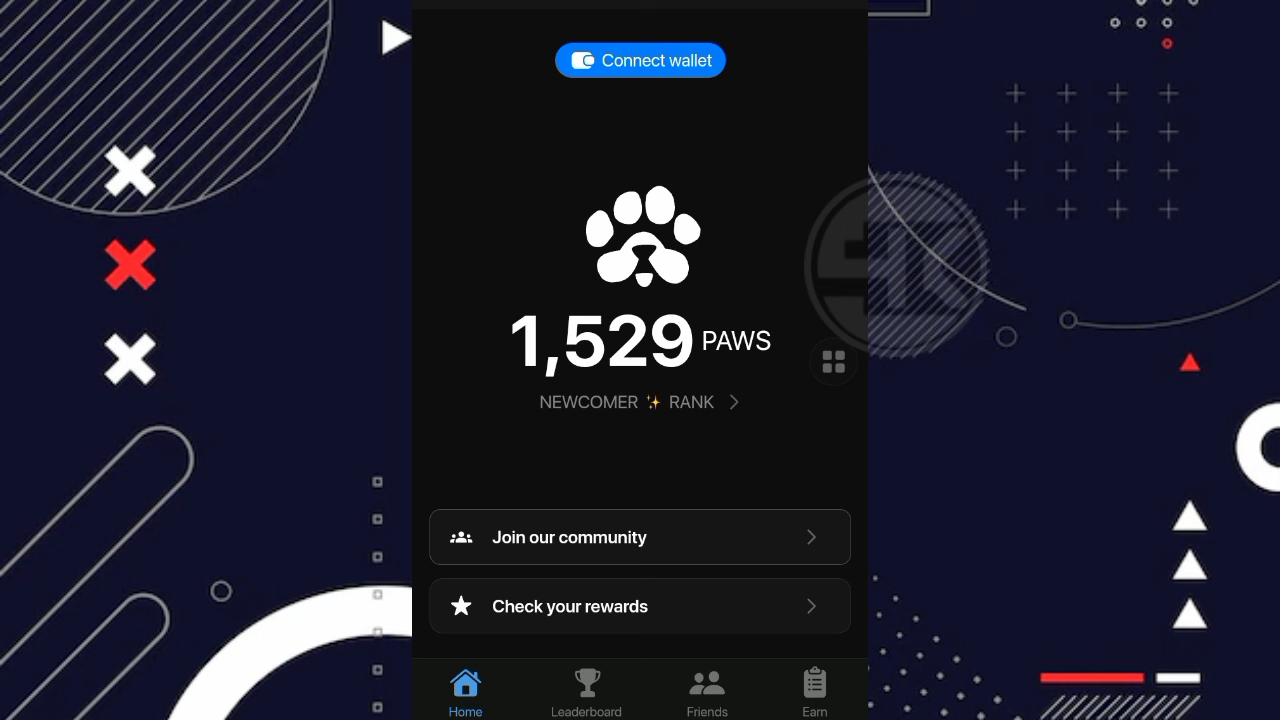 Connect wallet
1,529 PAWS
NEWCOMER ✨ RANK
Join our community
Check your rewards
Home
Leaderboard
Friends
Earn